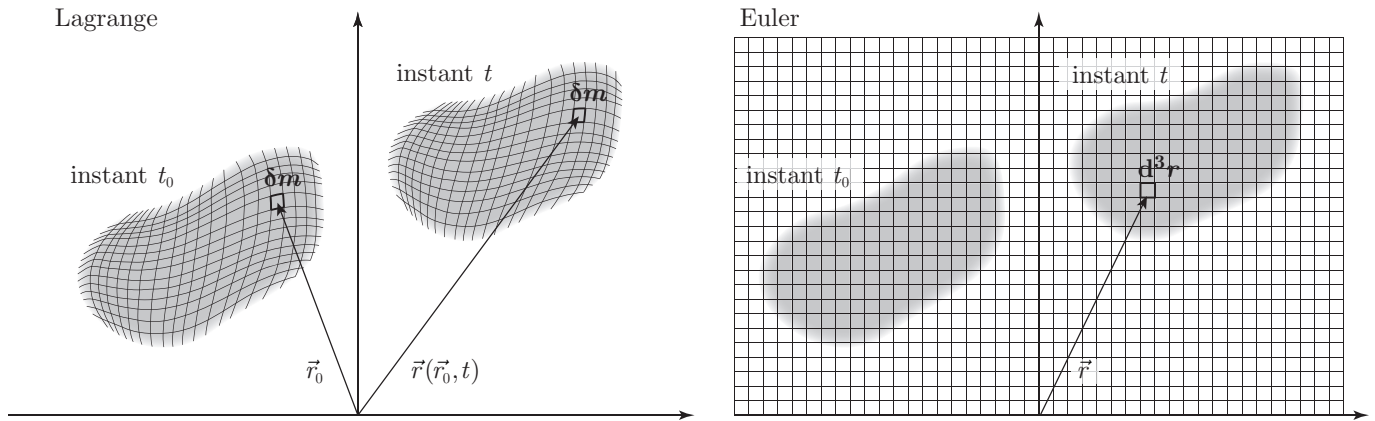 Lagrange
instant t
δm
instant t₀
δm
r⃗₀
r⃗(r⃗₀, t)
Euler
instant t
d³r
instant t₀
r⃗